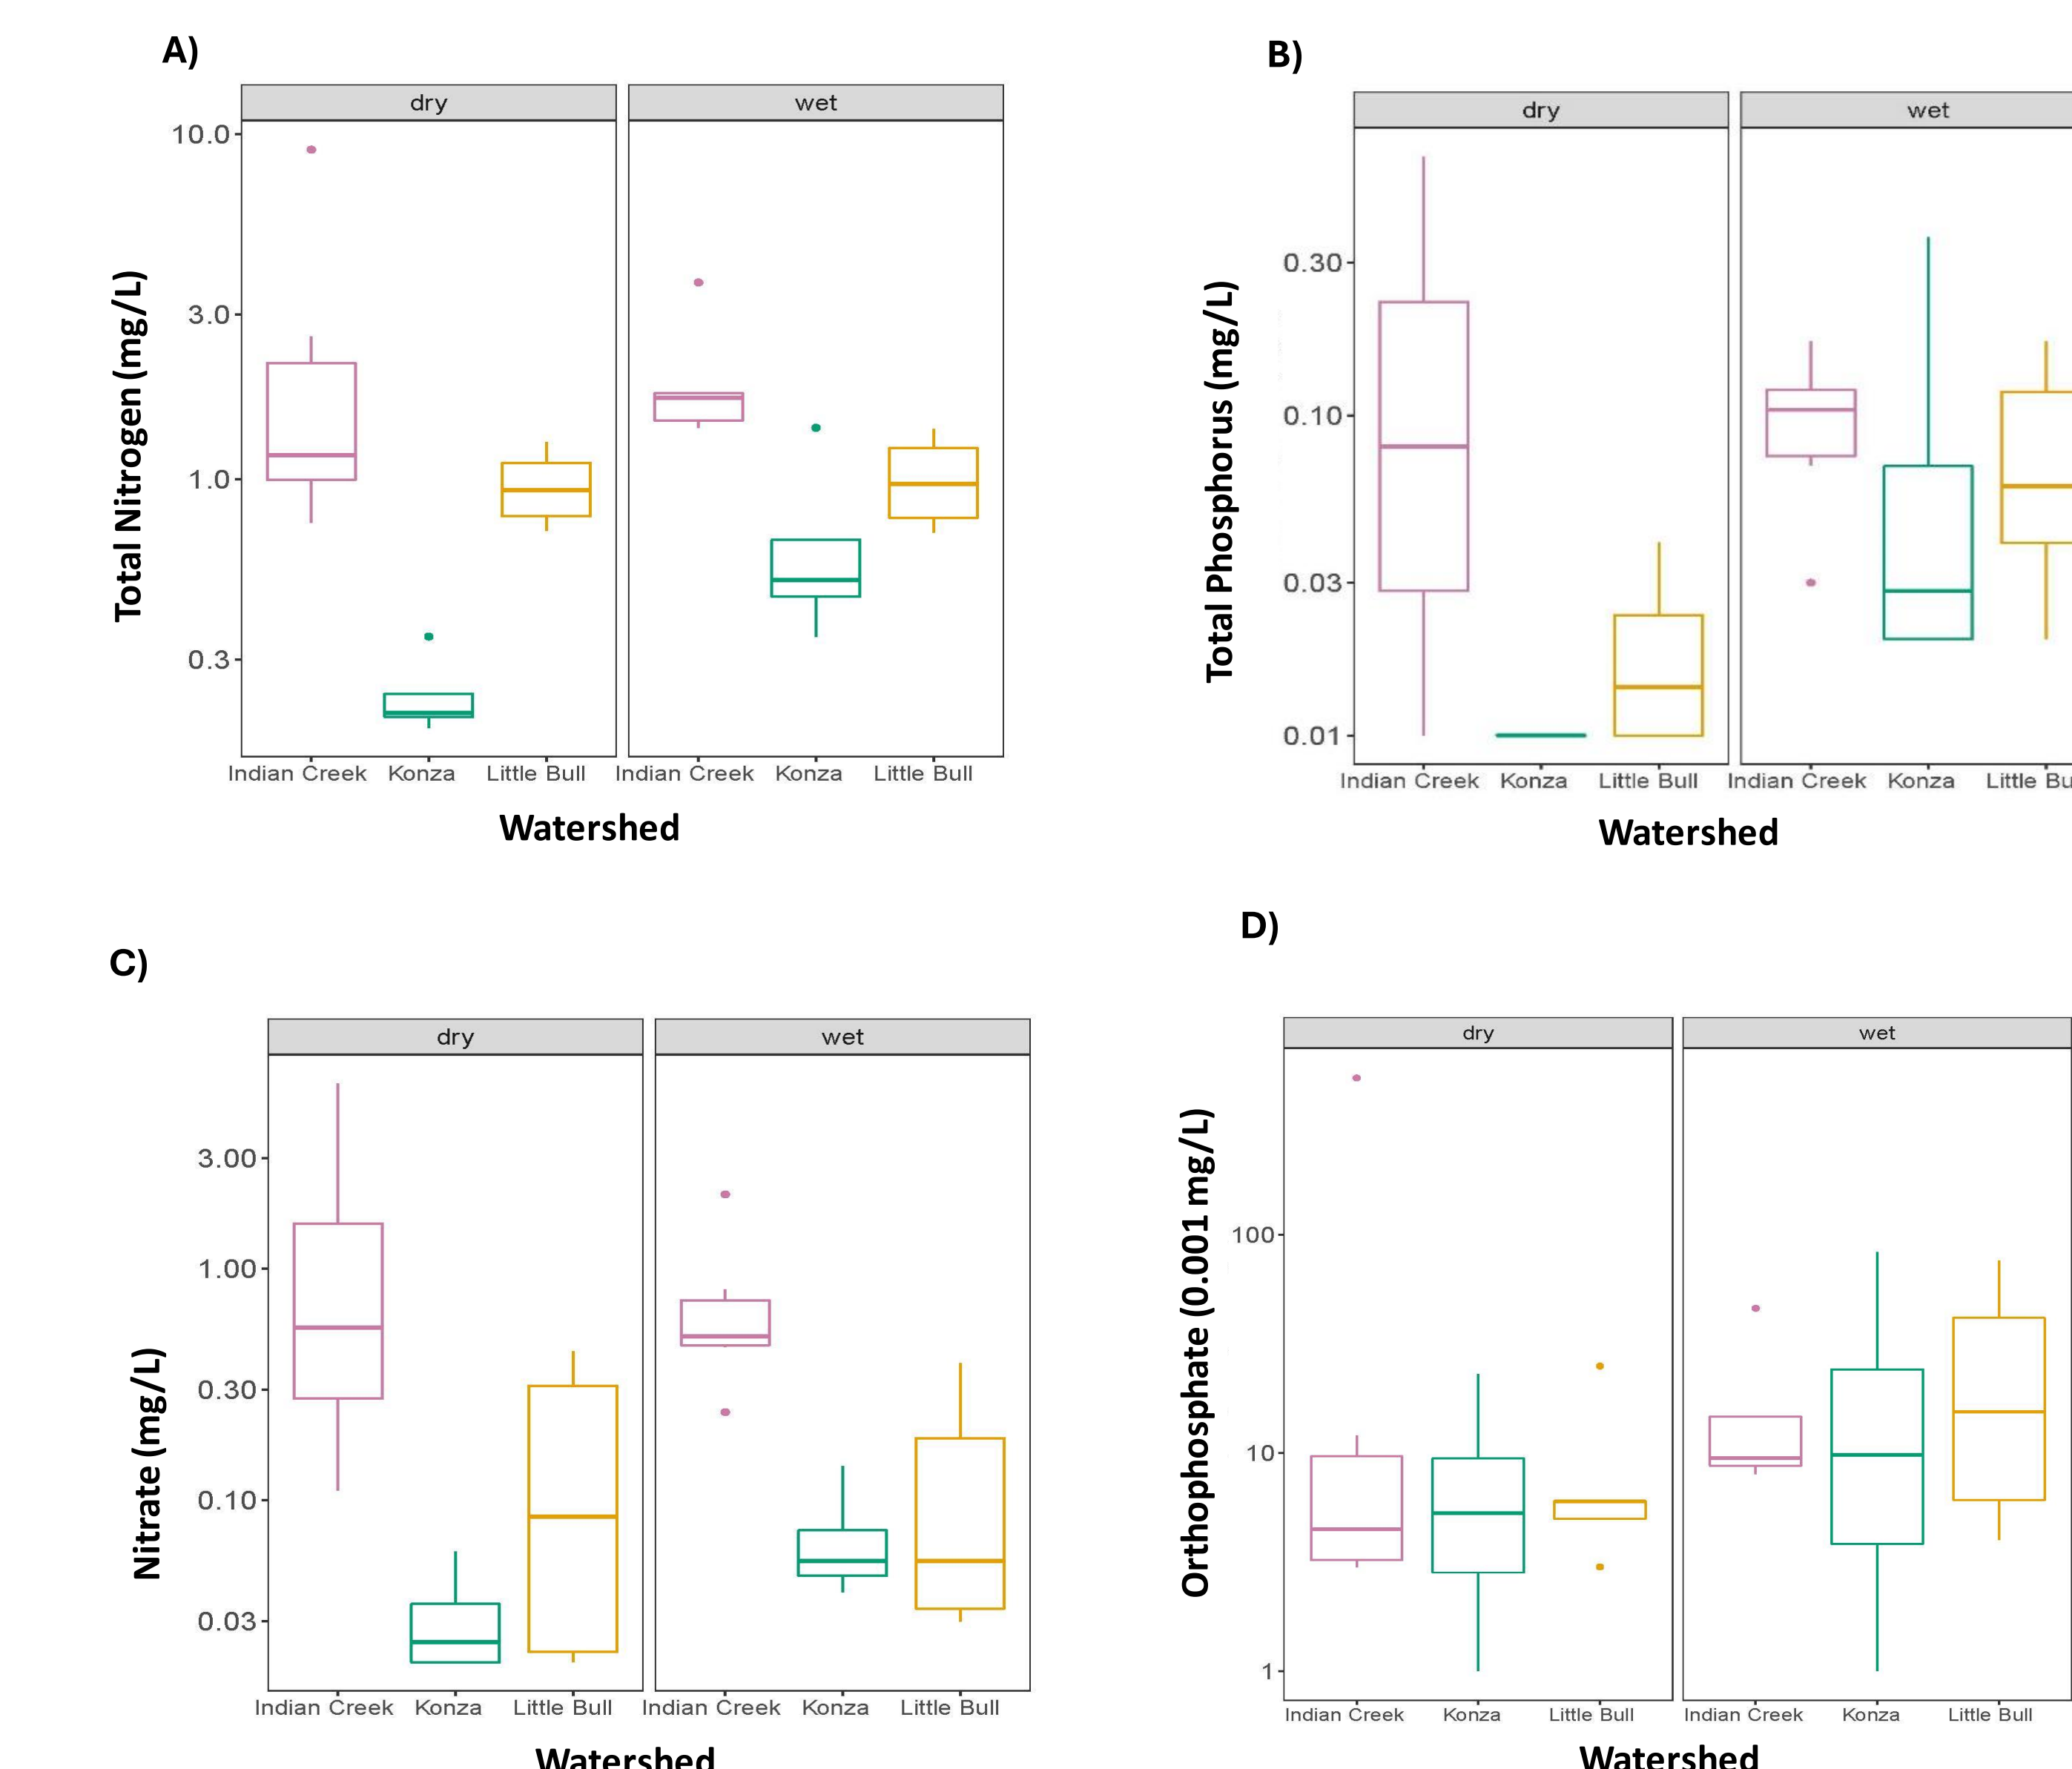 A)
dry wet
10.0
3.0
1.0
0.3
Total Nitrogen (mg/L)
Indian Creek Konza Little Bull Indian Creek Konza Little Bull
Watershed
B)
dry wet
0.30
0.10
0.03
0.01
Total Phosphorus (mg/L)
Indian Creek Konza Little Bull Indian Creek Konza Little Bu
Watershed
C)
dry wet
3.00
1.00
0.30
0.10
0.03
Nitrate (mg/L)
Indian Creek Konza Little Bull Indian Creek Konza Little Bull
Watershed
D)
dry wet
100
10
1
Orthophosphate (0.001 mg/L)
Indian Creek Konza Little Bull Indian Creek Konza Little Bull
Watershed